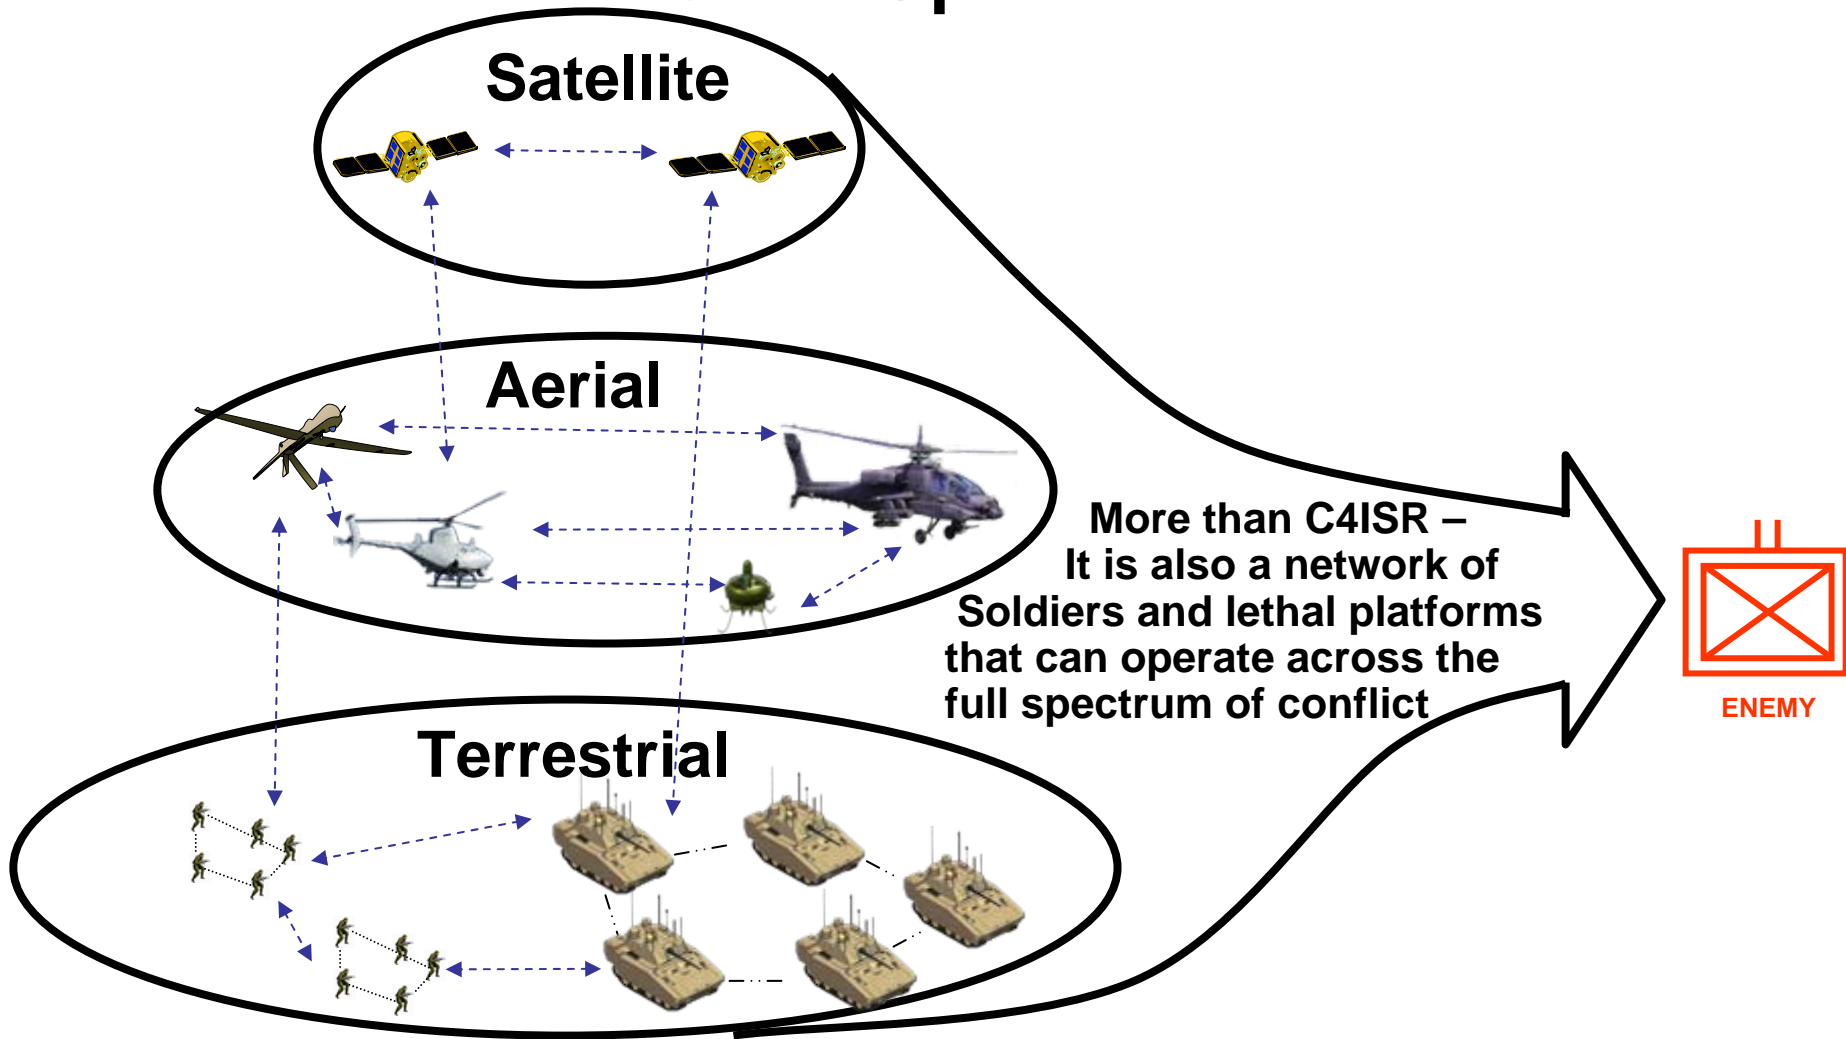 Satellite
Aerial
More than C4ISR –
It is also a network of
Soldiers and lethal platforms
that can operate across the
full spectrum of conflict
ENEMY
Terrestrial